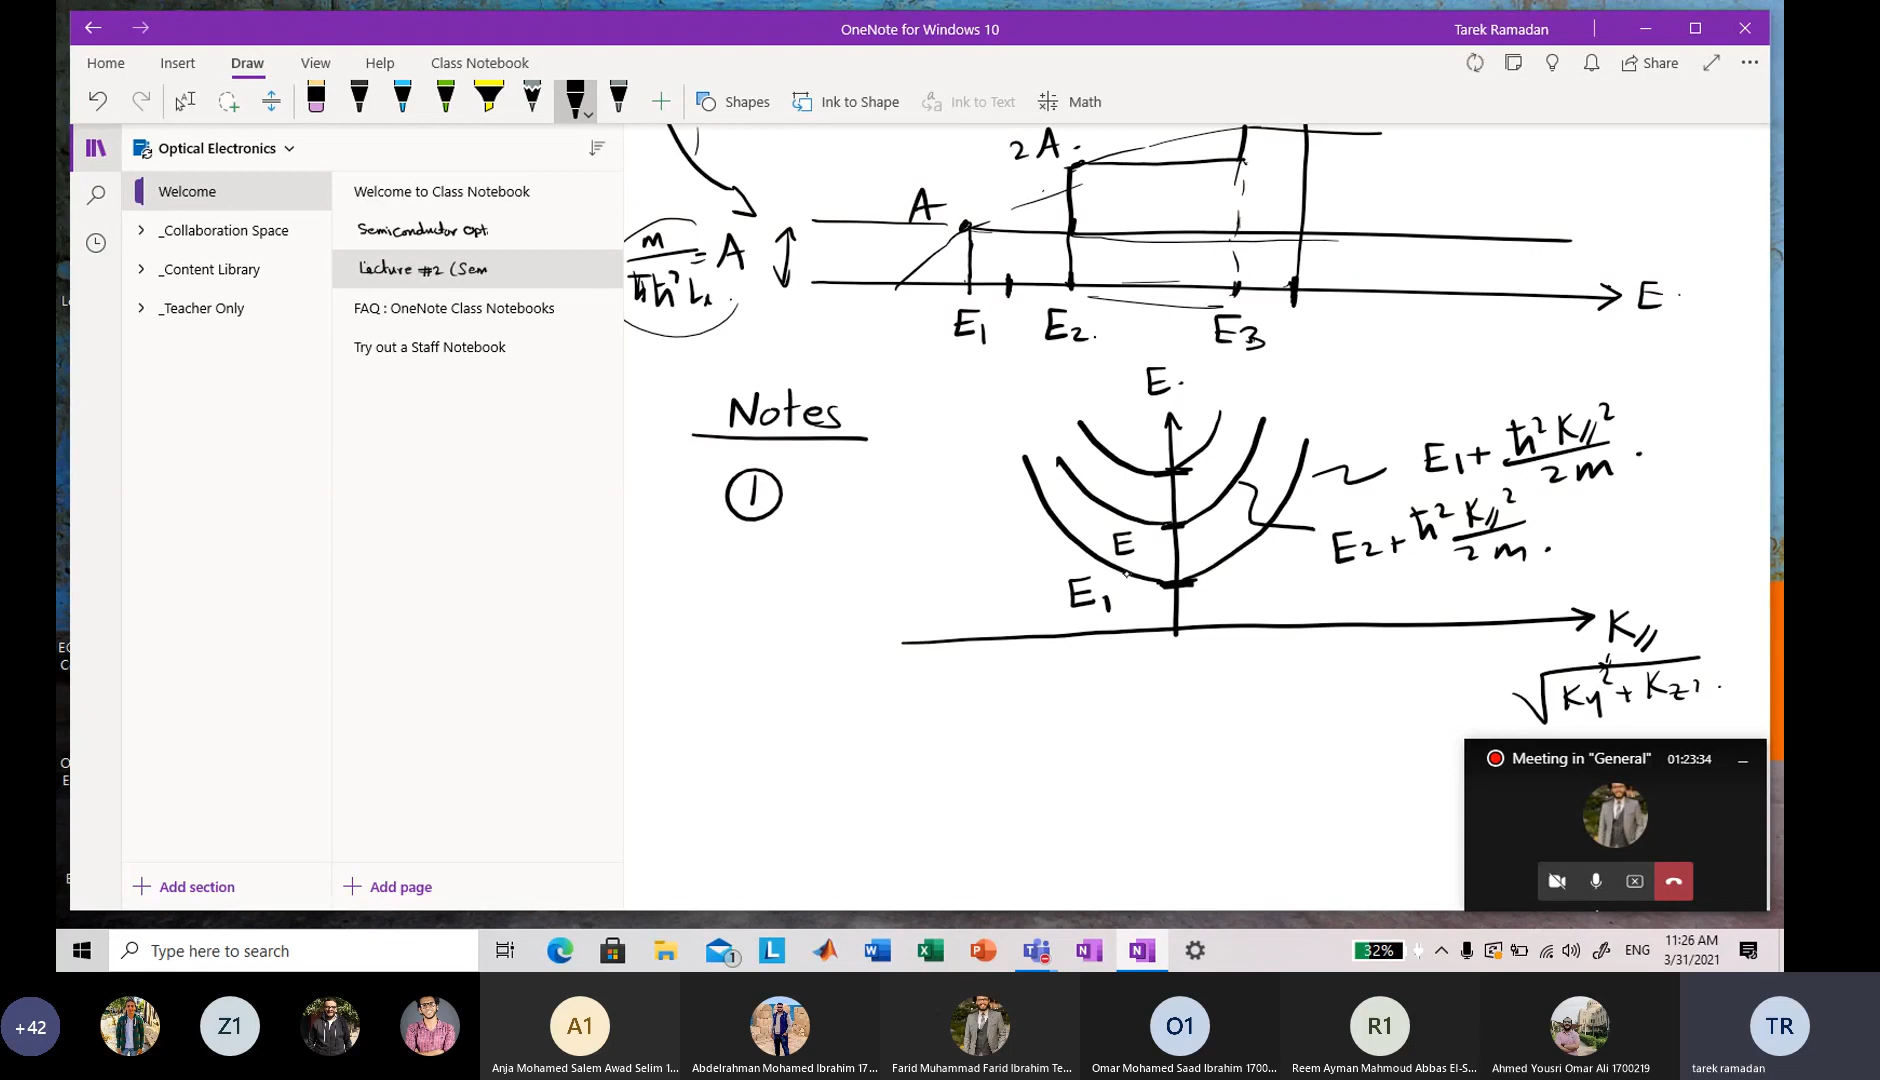 OneNote for Windows 10
Tarek Ramadan
Home Insert Draw View Help Class Notebook
Share
Shapes Ink to Shape Ink to Text Math
Optical Electronics
Welcome
_Collaboration Space
_Content Library
_Teacher Only
Welcome to Class Notebook
Semiconductor Opti
Lecture #2 (Sem
FAQ : OneNote Class Notebooks
Try out a Staff Notebook
Add section
Add page
2A.
A
= A
E
E1 E2. E3
Notes
①
E.
E1 + ħ² K//² / 2m .
E2 + ħ² K//² / 2m .
E
E1
K//
√Ky² + Kz²
Meeting in "General" 01:23:34
Type here to search
1
32%
ENG
11:26 AM
3/31/2021
+42
Z1
A1
O1
R1
TR
Anja Mohamed Salem Awad Selim 1...
Abdelrahman Mohamed Ibrahim 17...
Farid Muhammad Farid Ibrahim Te...
Omar Mohamed Saad Ibrahim 1700...
Reem Ayman Mahmoud Abbas El-S...
Ahmed Yousri Omar Ali 1700219
tarek ramadan